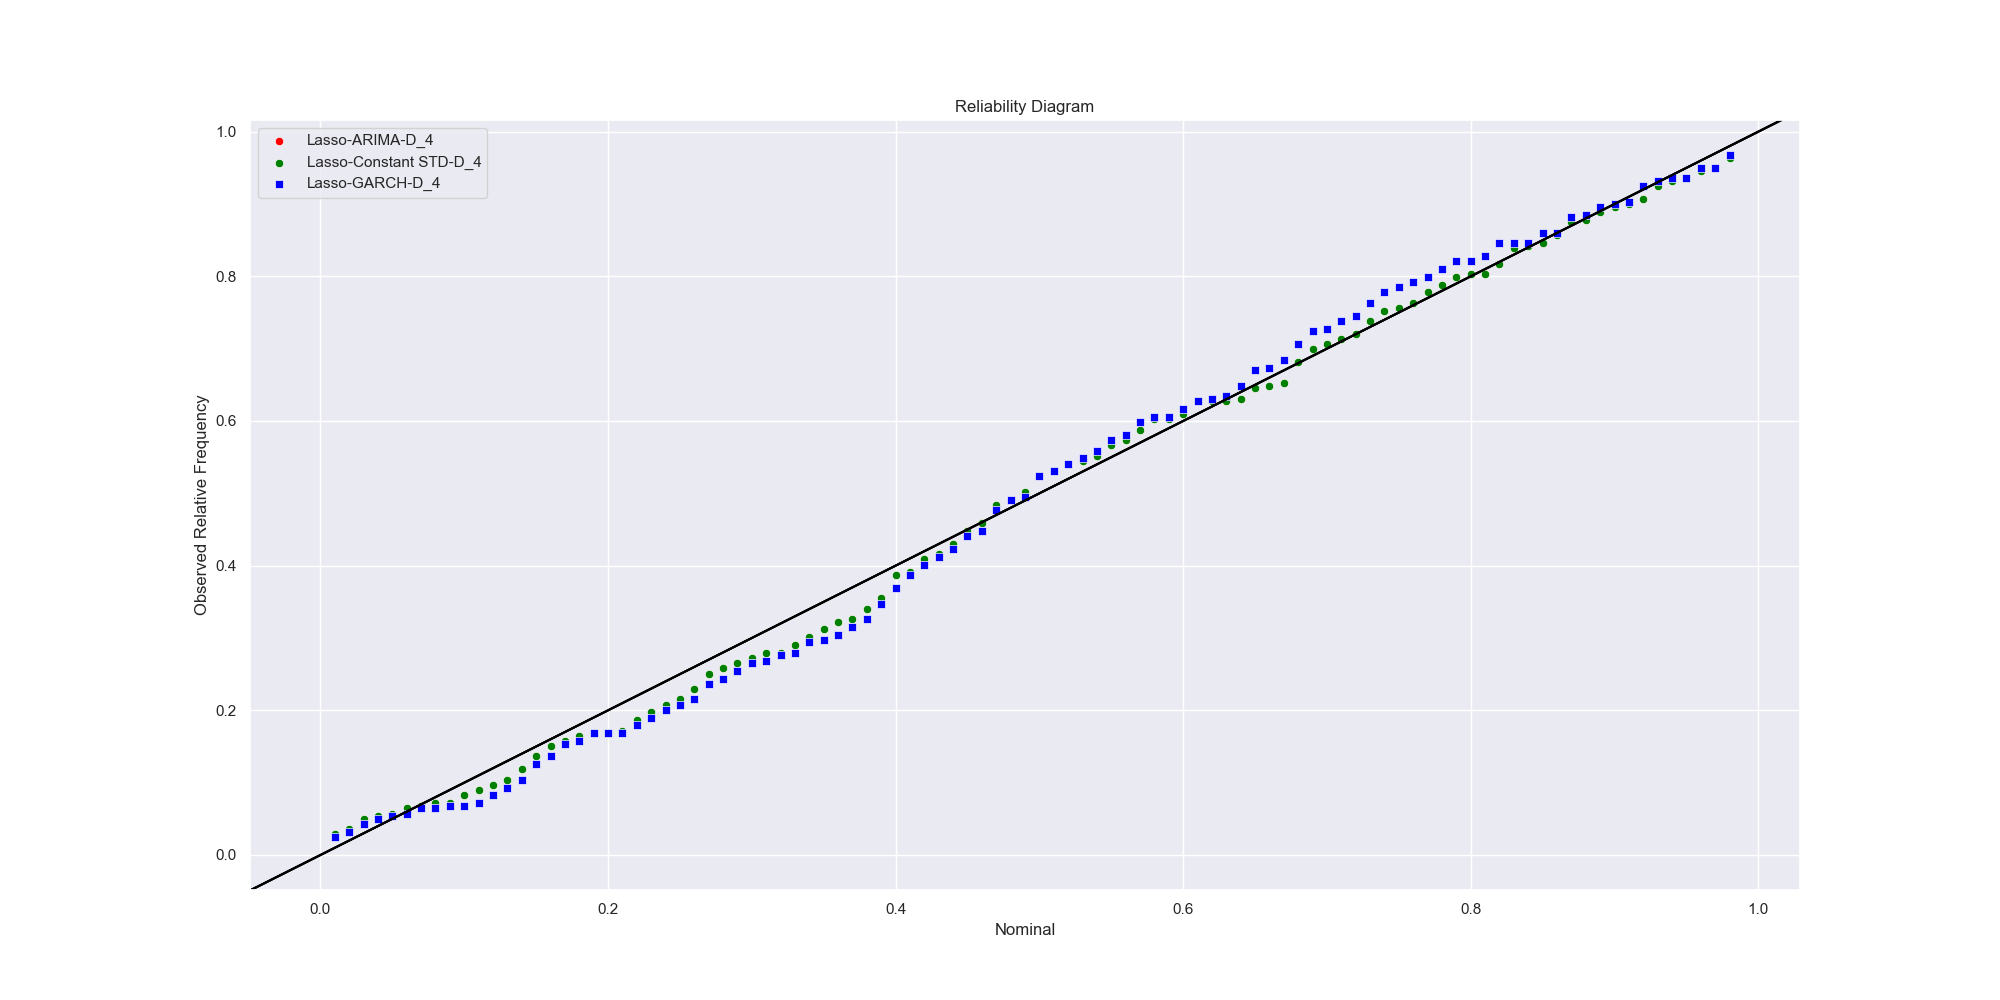 Reliability Diagram
1.0
Lasso-ARIMA-D_4
Lasso-Constant STD-D_4
Lasso-GARCH-D_4
0.8
0.6
Observed Relative Frequency
0.4
0.2
0.0
0.0 0.2 0.4 0.6 0.8 1.0
Nominal